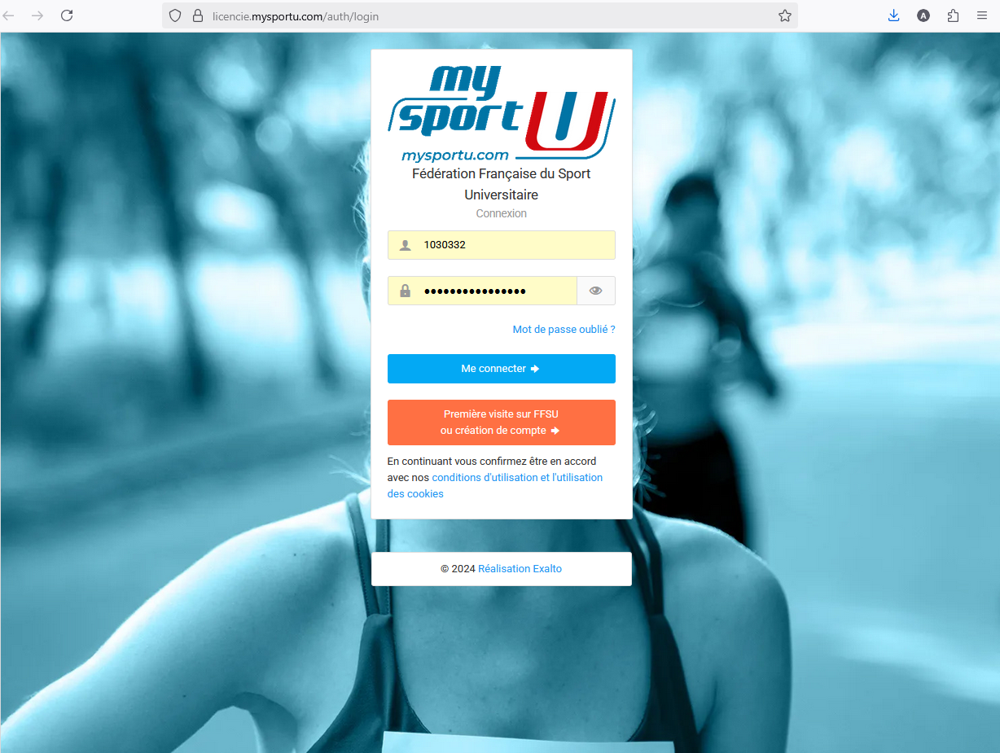 licencie.mysportu.com/auth/login
A
my
sport U
mysportu.com
Fédération Française du Sport
Universitaire
Connexion
1030332
••••••••••••••••
Mot de passe oublié ?
Me connecter
Première visite sur FFSU
ou création de compte
En continuant vous confirmez être en accord
avec nos conditions d'utilisation et l'utilisation
des cookies
© 2024 Réalisation Exalto